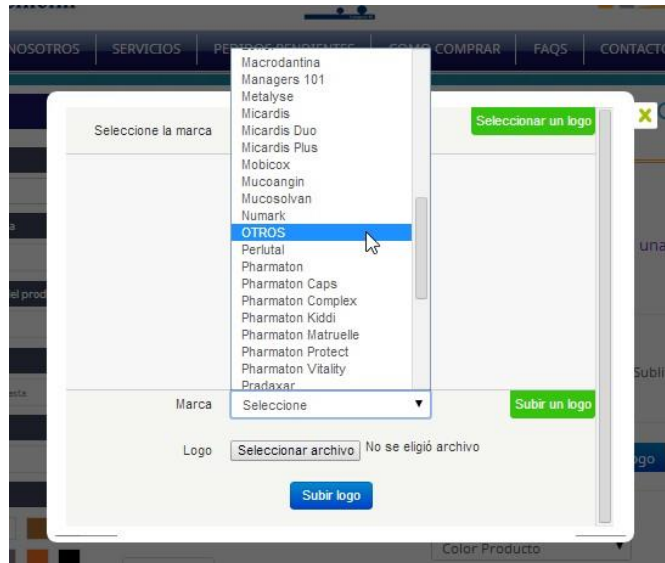 NOSOTROS SERVICIOS COMO COMPRAR FAQS CONTACTO
Macrodantina
Managers 101
Metalyse
Micardis
Micardis Duo
Micardis Plus
Mobicox
Mucoangin
Mucosolvan
Numark
OTROS
Perlutal
Pharmaton
Pharmaton Caps
Pharmaton Complex
Pharmaton Kiddi
Pharmaton Matruelle
Pharmaton Protect
Pharmaton Vitality
Pradaxar
Seleccione la marca
Seleccionar un logo
Marca Seleccione
Subir un logo
Logo Seleccionar archivo No se eligió archivo
Subir logo
una
Color Producto